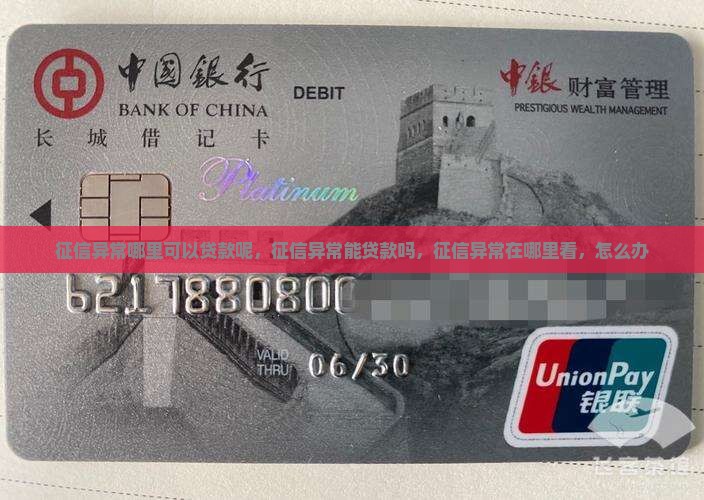 中國銀行
BANK OF CHINA
DEBIT
中银 财富管理
PRESTIGIOUS WEALTH MANAGEMENT
长城借记卡
Platinum
征信异常哪里可以贷款呢，征信异常能贷款吗，征信异常在哪里看，怎么办
6217880800
VALID
THRU
06/30
UnionPay
银联